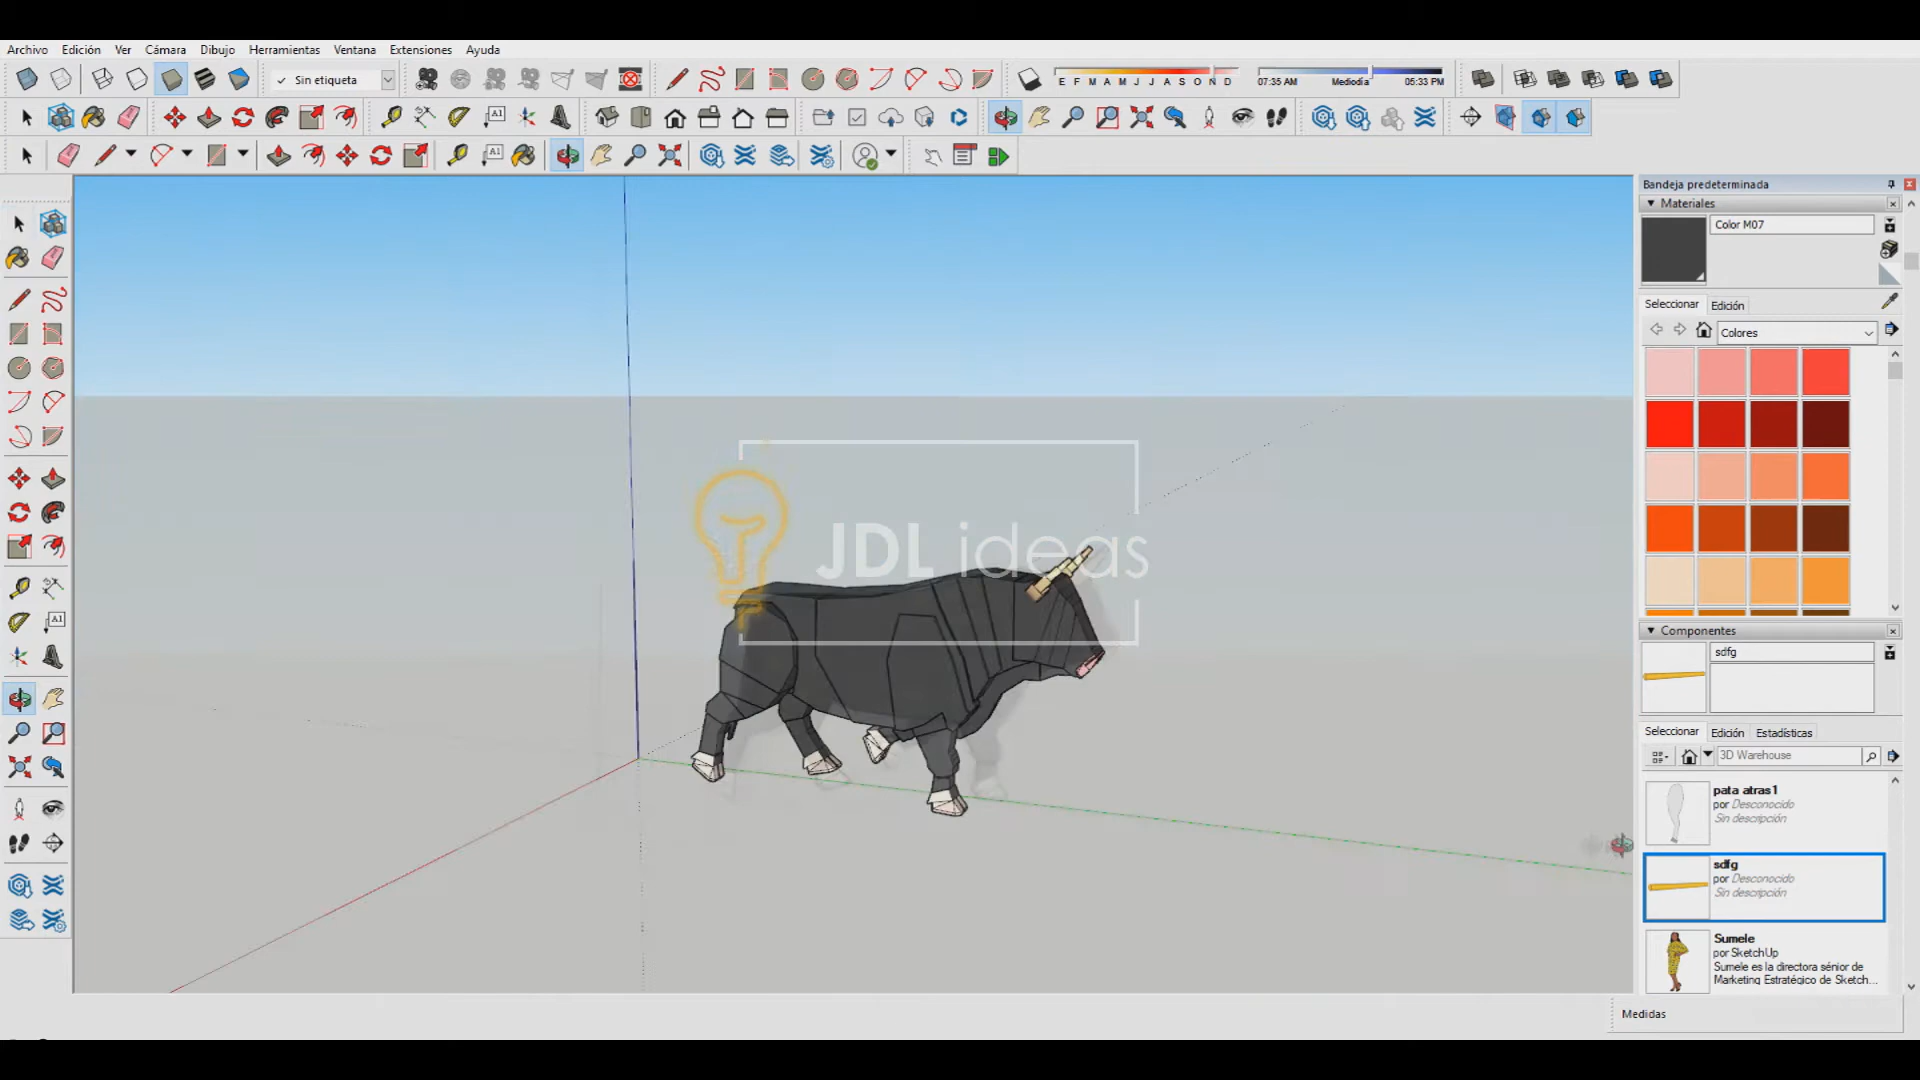 Archivo Edición Ver Cámara Dibujo Herramientas Ventana Extensiones Ayuda
Sin etiqueta
E F M A M J J A S O N D
07:35 AM Mediodía 05:33 PM
A1
A1
Bandeja predeterminada
Materiales
Color M07
Seleccionar Edición
Colores
JDL ideas
A1
Componentes
sdfg
Seleccionar Edición Estadísticas
3D Warehouse
pata atras1
por Desconocido
Sin descripción
sdfg
por Desconocido
Sin descripción
Sumele
por SketchUp
Sumele es la directora sénior de
Marketing Estratégico de Sketch...
Medidas